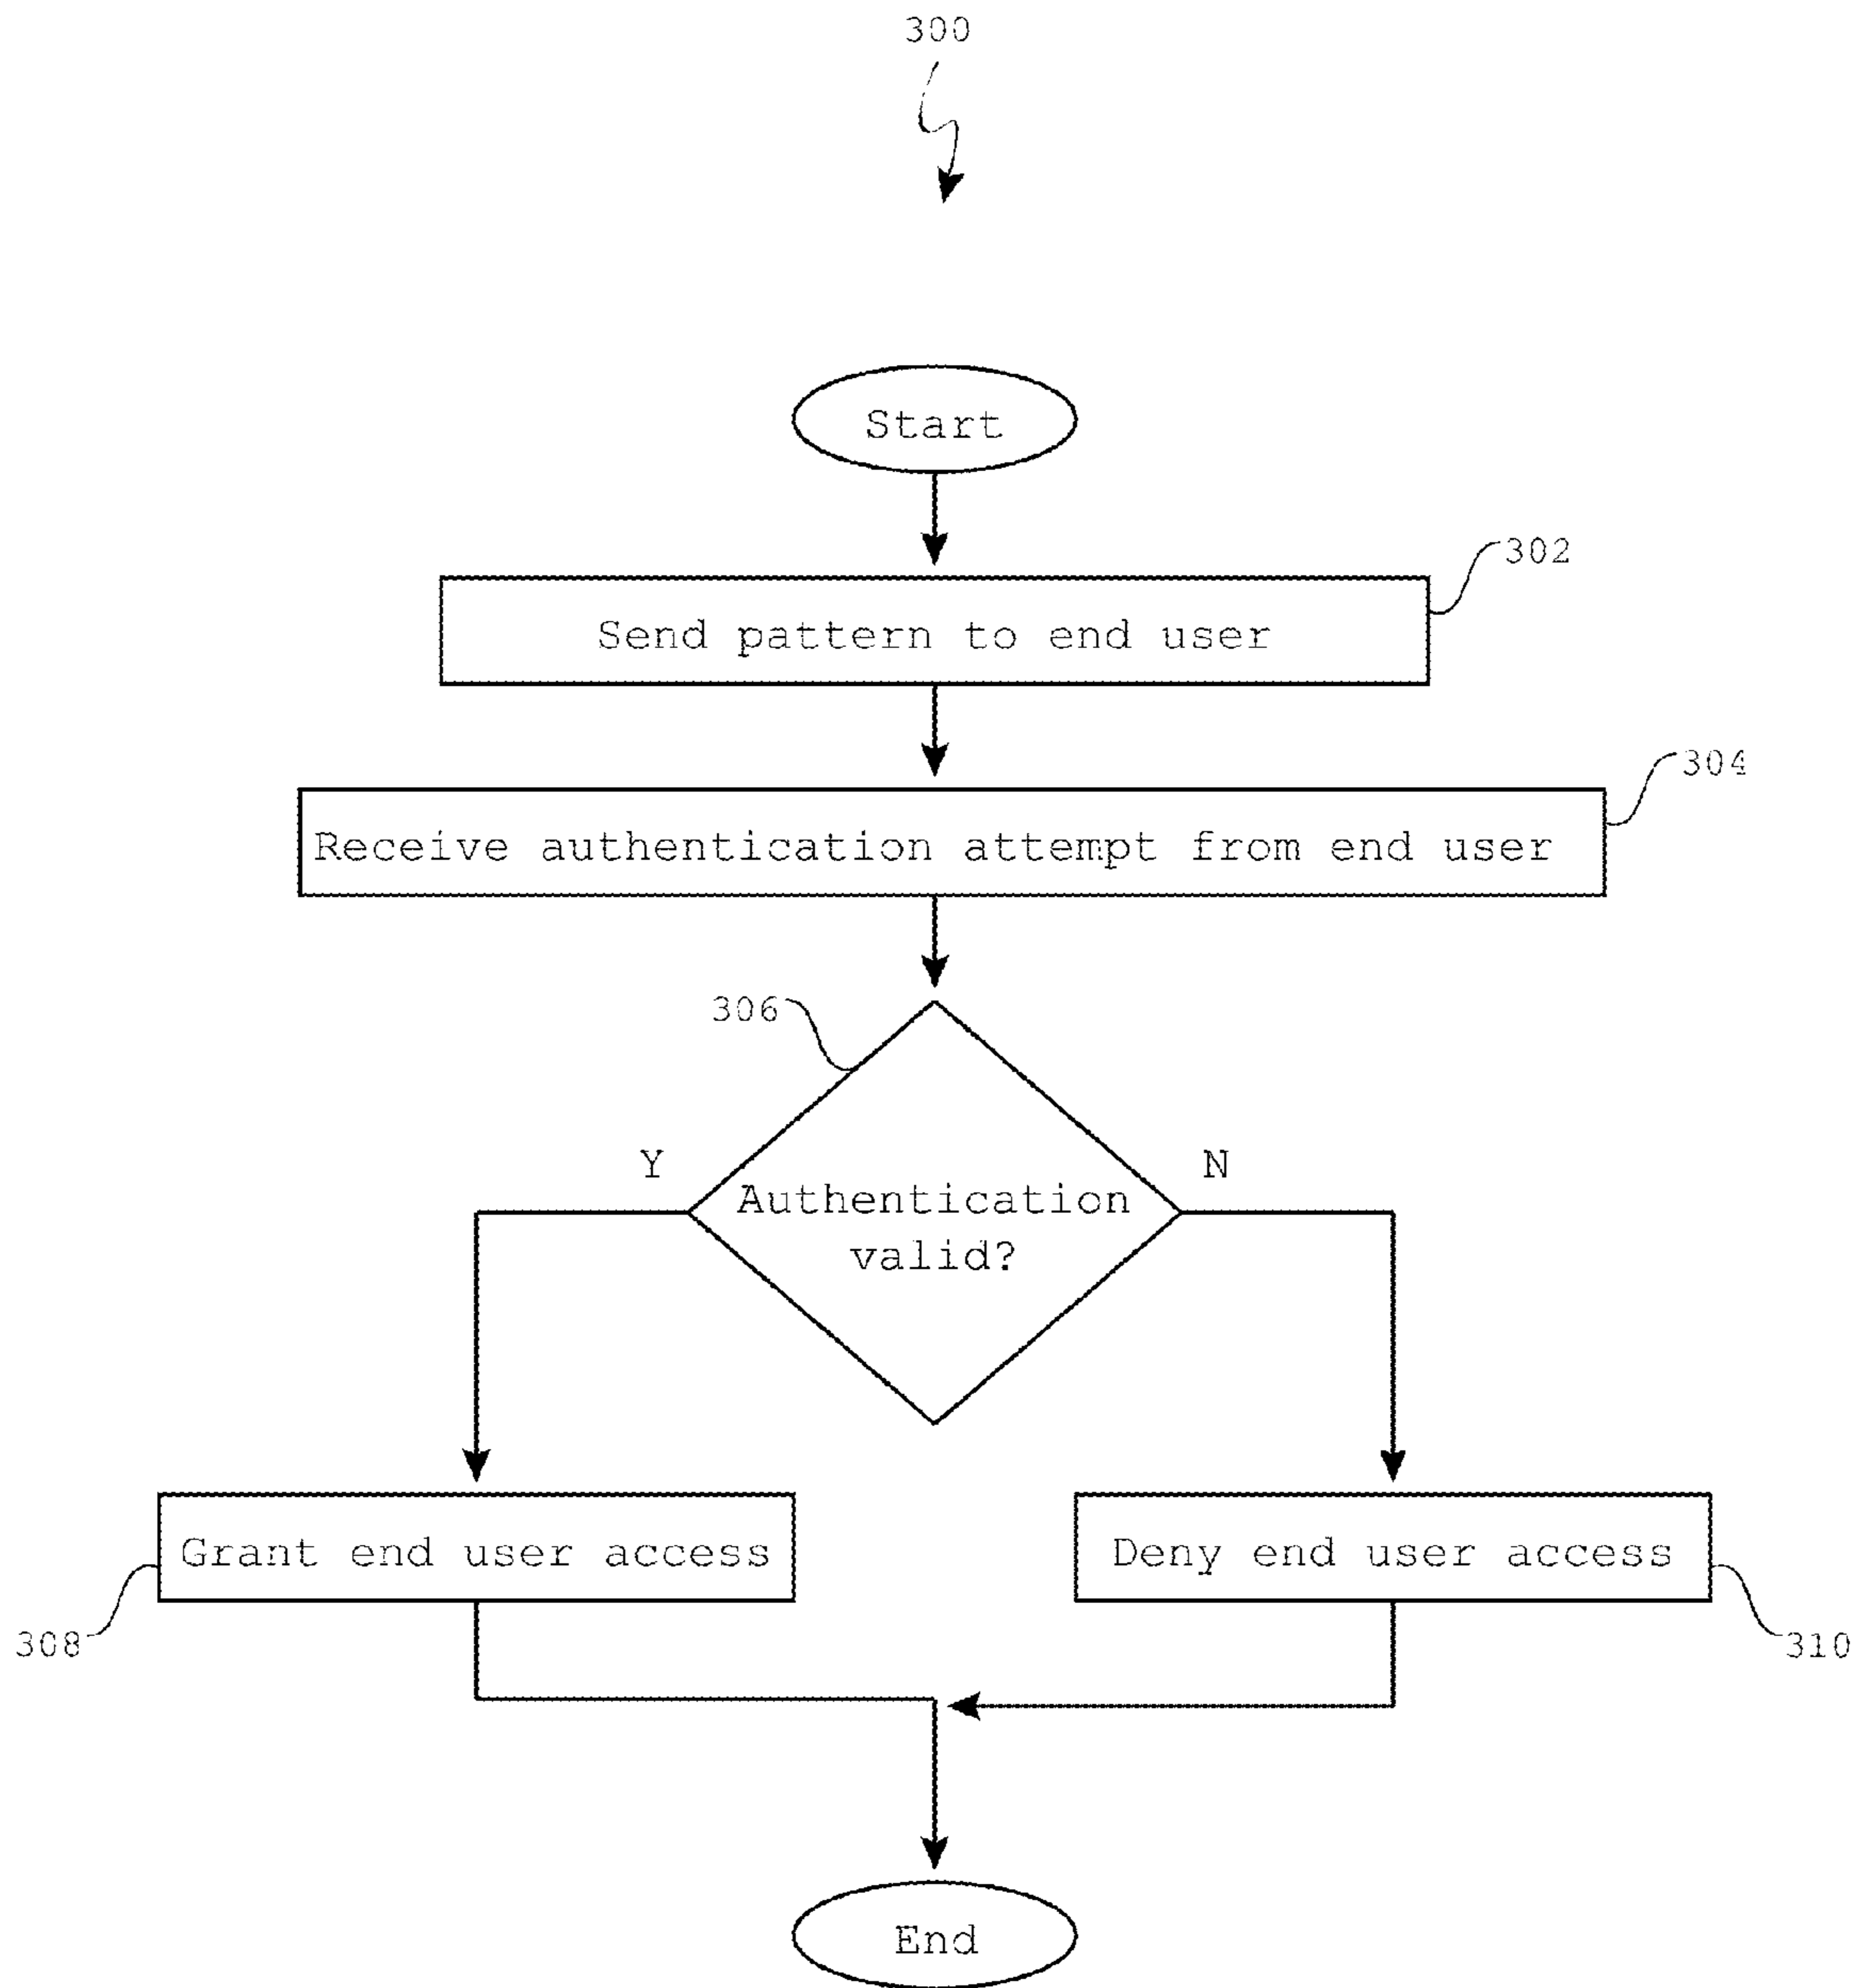 300
Start
302
Send pattern to end user
304
Receive authentication attempt from end user
306
Y
N
Authentication
valid?
Grant end user access
Deny end user access
308
310
End